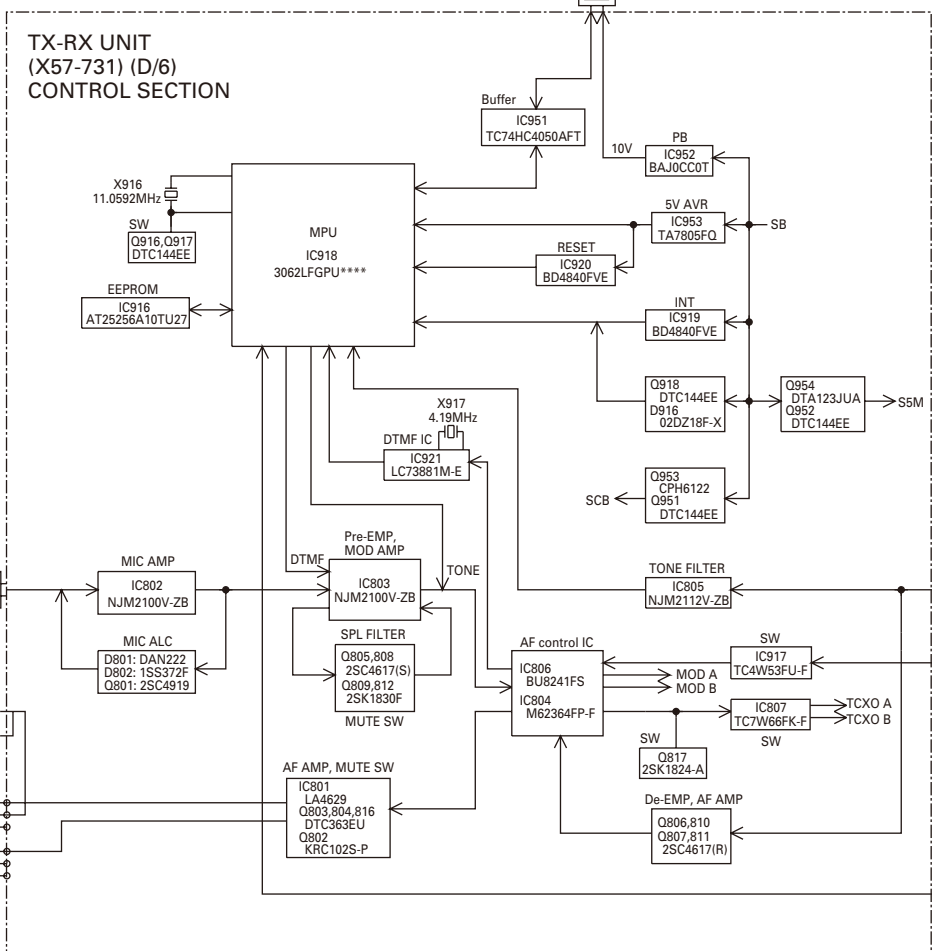 TX-RX UNIT
(X57-731) (D/6)
CONTROL SECTION
Buffer
IC951
TC74HC4050AFT
10V
PB
IC952
BAJ0CC0T
X916
11.0592MHz
SW
Q916,Q917
DTC144EE
MPU
IC918
3062LFGPU****
5V AVR
IC953
TA7805FQ
SB
RESET
IC920
BD4840FVE
EEPROM
IC916
AT25256A10TU27
INT
IC919
BD4840FVE
Q918
DTC144EE
D916
02DZ18F-X
Q954
DTA123JUA
Q952
DTC144EE
S5M
X917
4.19MHz
DTMF IC
IC921
LC73881M-E
Q953
CPH6122
Q951
DTC144EE
SCB
Pre-EMP,
MOD AMP
DTMF
IC803
NJM2100V-ZB
TONE
MIC AMP
IC802
NJM2100V-ZB
TONE FILTER
IC805
NJM2112V-ZB
MIC ALC
D801: DAN222
D802: 1SS372F
Q801: 2SC4919
SPL FILTER
Q805,808
2SC4617(S)
Q809,812
2SK1830F
MUTE SW
AF control IC
IC806
BU8241FS
IC804
M62364FP-F
SW
IC917
TC4W53FU-F
MOD A
MOD B
IC807
TC7W66FK-F
SW
TCXO A
TCXO B
SW
Q817
2SK1824-A
AF AMP, MUTE SW
IC801
LA4629
Q803,804,816
DTC363EU
Q802
KRC102S-P
De-EMP, AF AMP
Q806,810
Q807,811
2SC4617(R)